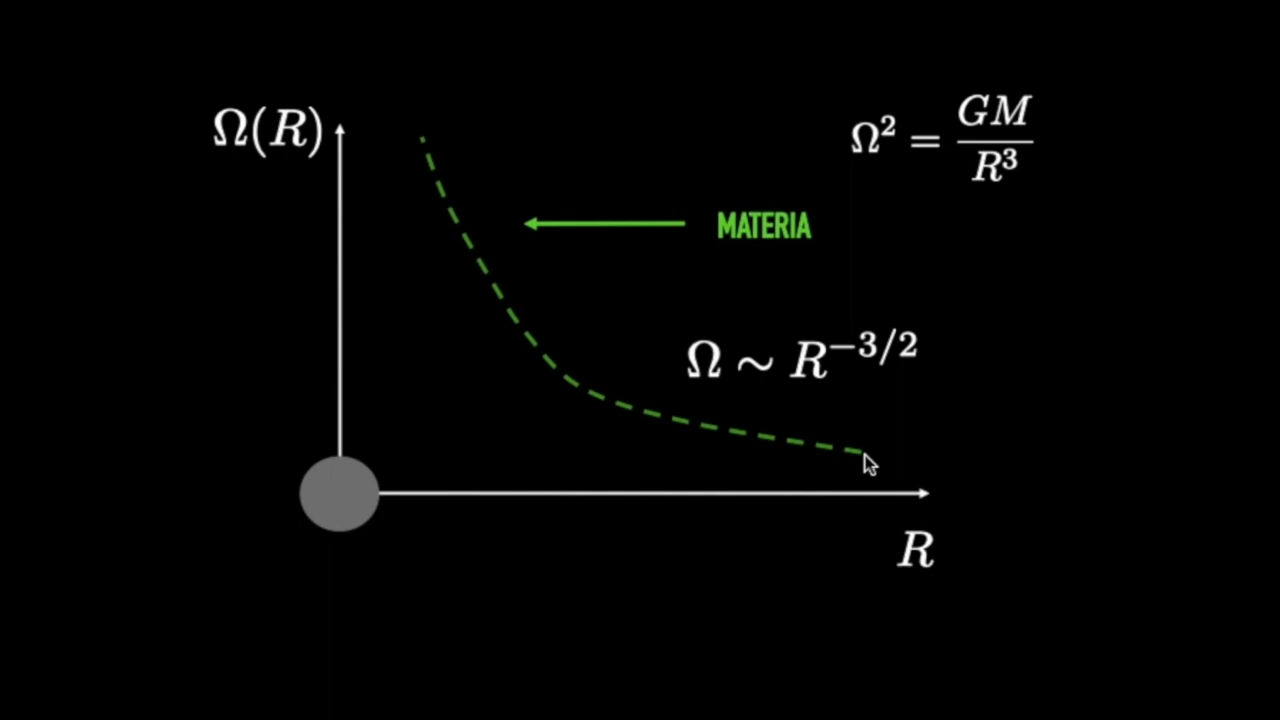 Ω(R)
Ω² = GM/R³
MATERIA
Ω ∼ R^{-3/2}
R